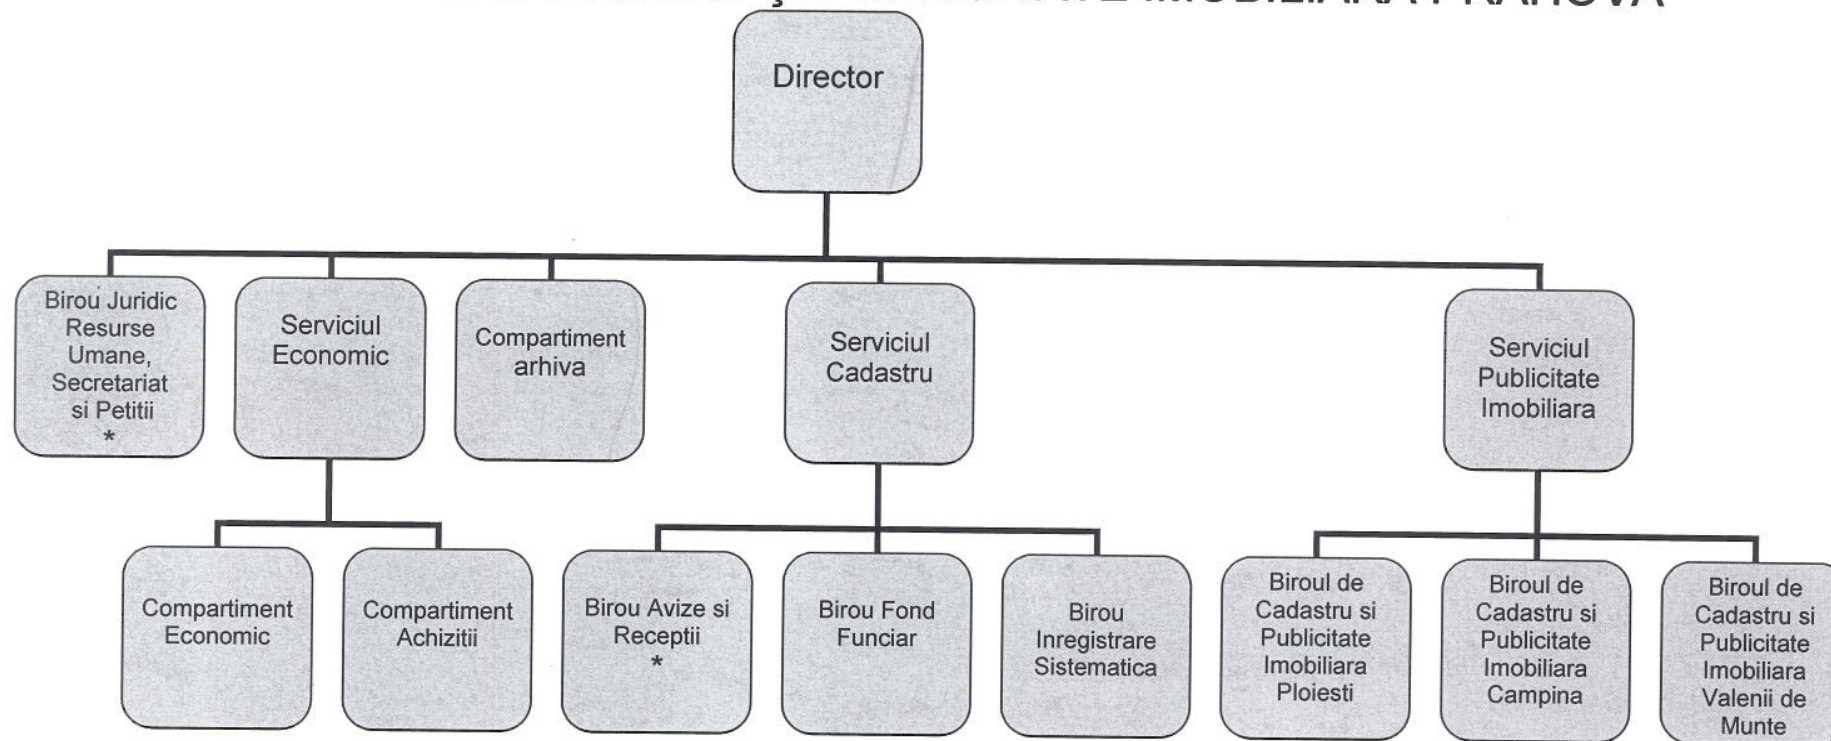 IMOBILIARA PRAHOVA
Director
Birou Juridic
Resurse
Umane,
Secretariat
si Petitii
*
Serviciul
Economic
Compartiment
arhiva
Serviciul
Cadastru
Serviciul
Publicitate
Imobiliara
Compartiment
Economic
Compartiment
Achizitii
Birou Avize si
Receptii
*
Birou Fond
Funciar
Birou
Inregistrare
Sistematica
Biroul de
Cadastru si
Publicitate
Imobiliara
Ploiesti
Biroul de
Cadastru si
Publicitate
Imobiliara
Campina
Biroul de
Cadastru si
Publicitate
Imobiliara
Valenii de
Munte